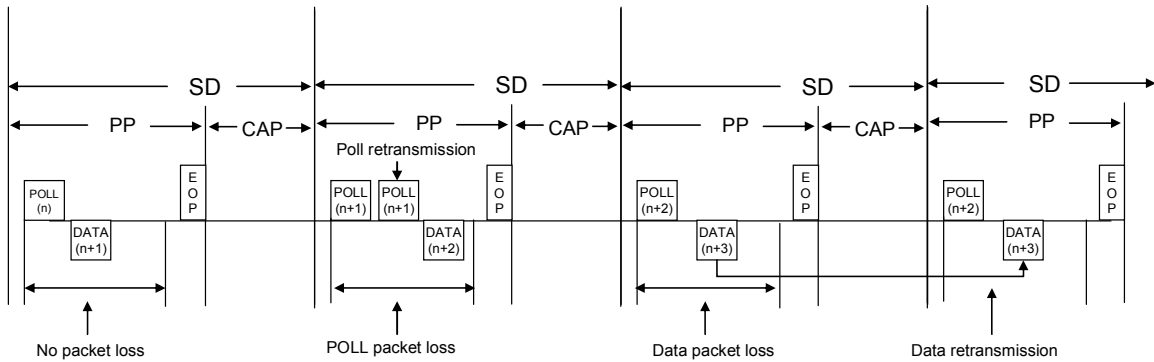 SD
SD
SD
SD
PP
CAP
PP
CAP
PP
CAP
PP
Poll retransmission
POLL
(n)
E
O
P
POLL
(n+1)
POLL
(n+1)
E
O
P
POLL
(n+2)
E
O
P
POLL
(n+2)
E
O
P
DATA
(n+1)
DATA
(n+2)
DATA
(n+3)
DATA
(n+3)
No packet loss
POLL packet loss
Data packet loss
Data retransmission